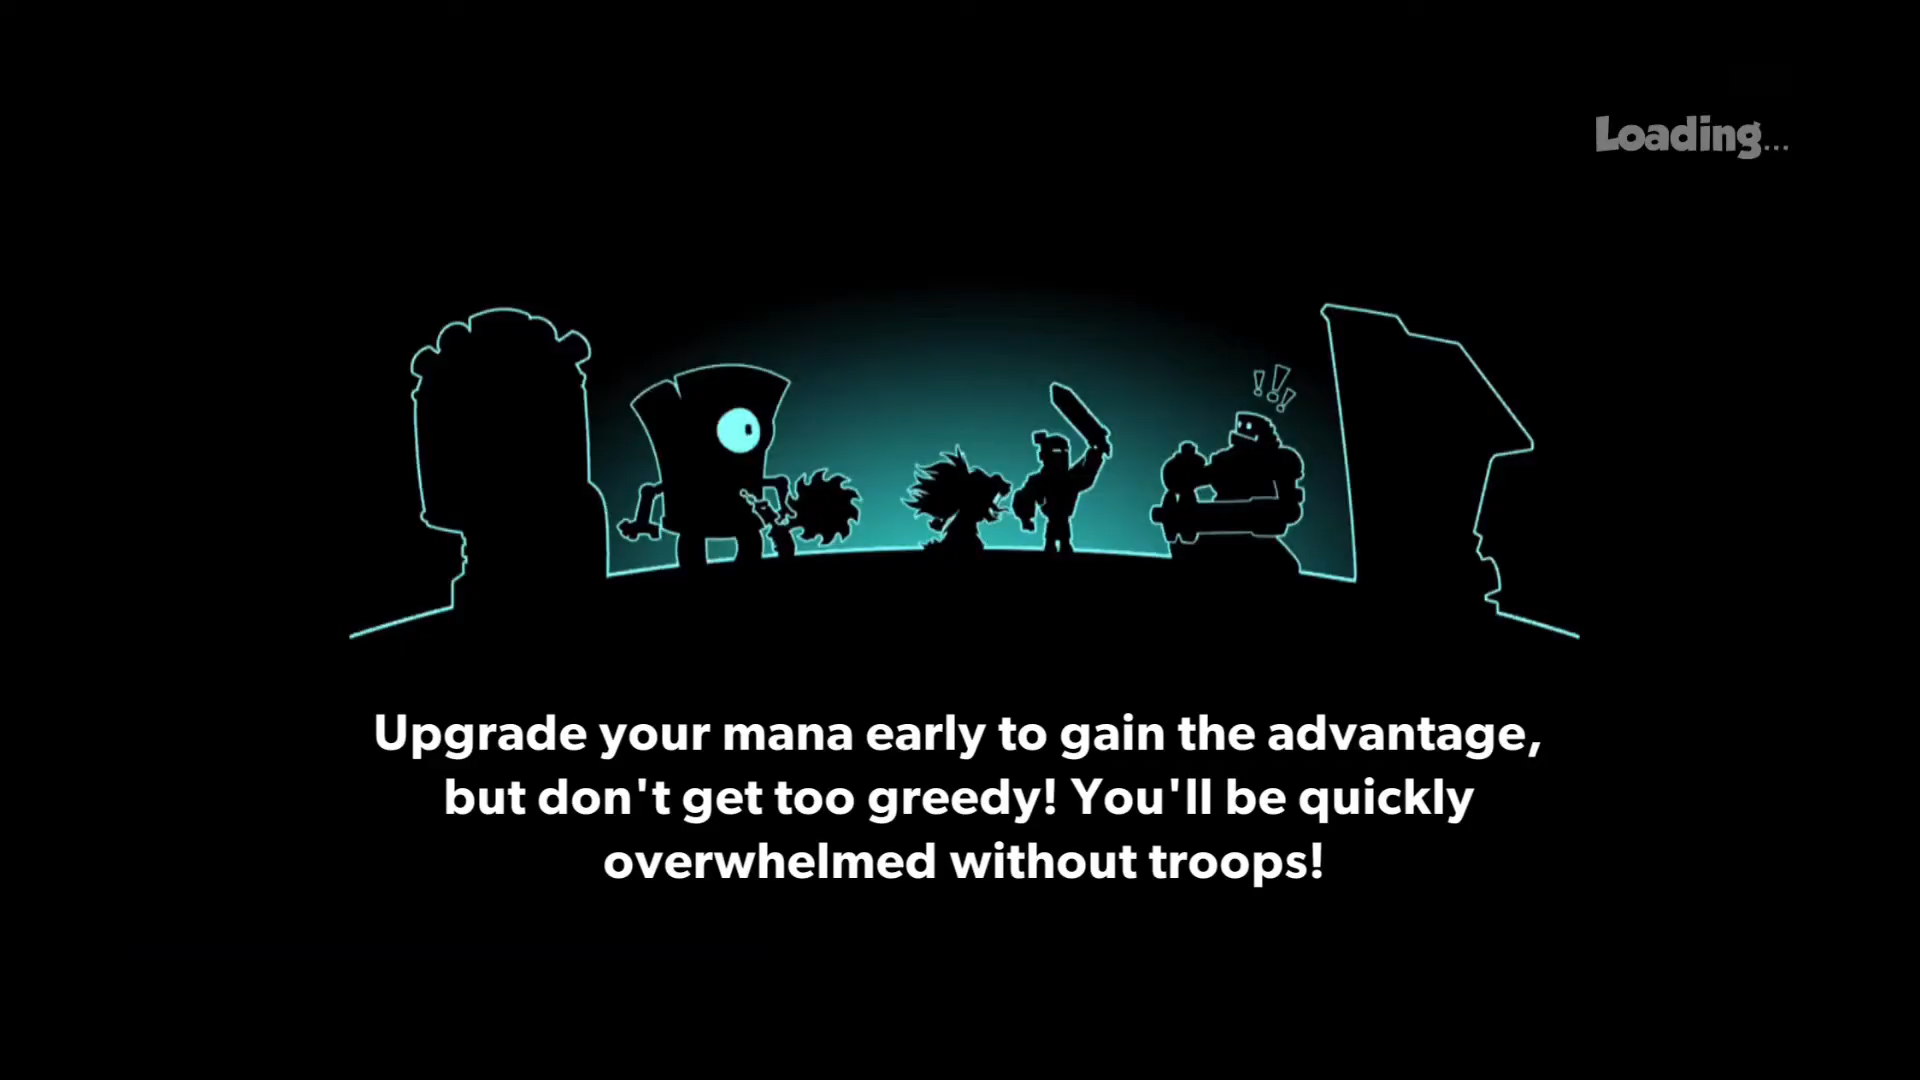 Loading...
!!!
Upgrade your mana early to gain the advantage,
but don't get too greedy! You'll be quickly
overwhelmed without troops!